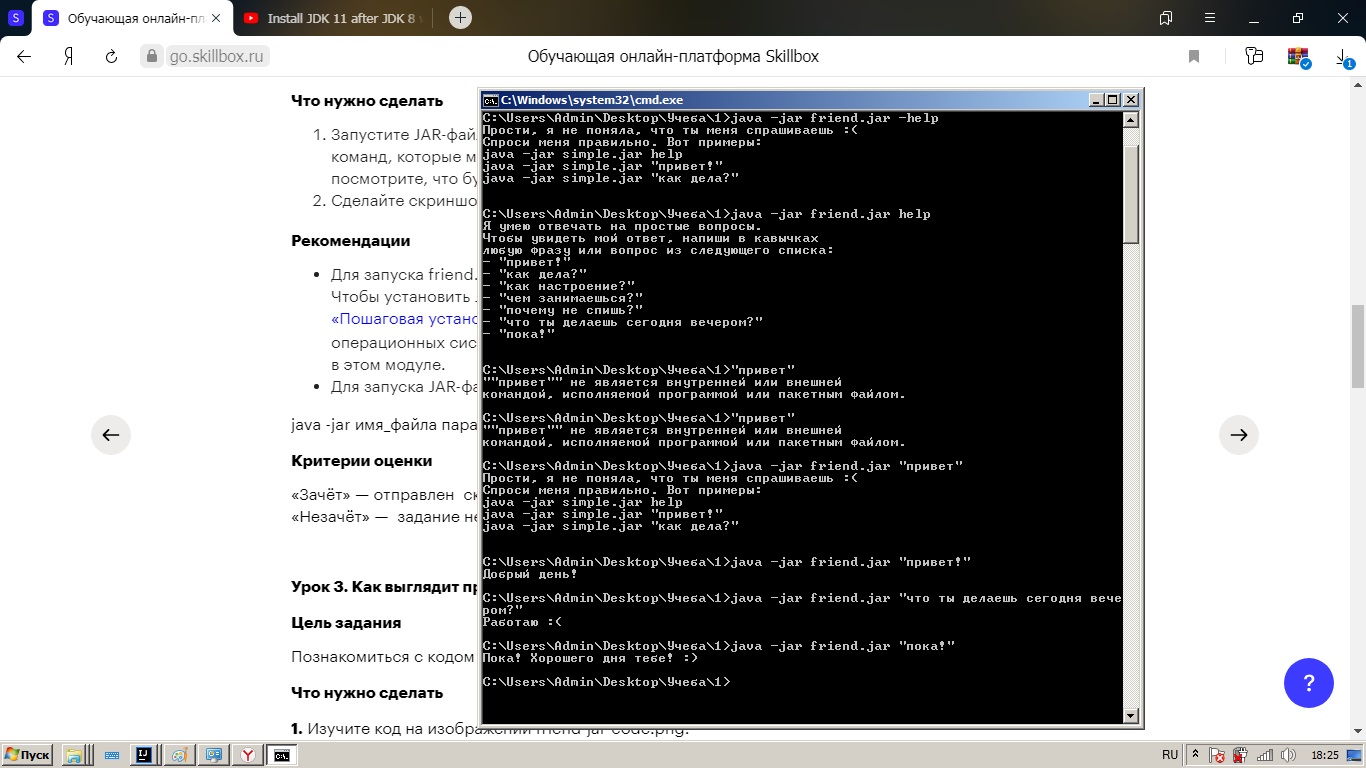 Обучающая онлайн-пл
Install JDK 11 after JDK 8
go.skillbox.ru
Обучающая онлайн-платформа Skillbox
Что нужно сделать
1. Запустите JAR-фай
команд, которые м
посмотрите, что бу
2. Сделайте скриншо
Рекомендации
Для запуска friend.
Чтобы установить
«Пошаговая устано
операционных сис
в этом модуле.
Для запуска JAR-фа
java -jar имя_файла пара
Критерии оценки
«Зачёт» — отправлен ск
«Незачёт» — задание не
Урок 3. Как выглядит пр
Цель задания
Познакомиться с кодом
Что нужно сделать
1. Изучите код на изображении friend-jar-code.png.
C:\Windows\system32\cmd.exe
C:\Users\Admin\Desktop\Учеба\1>java -jar friend.jar -help
Прости, я не поняла, что ты меня спрашиваешь :(
Спроси меня правильно. Вот примеры:
java -jar simple.jar help
java -jar simple.jar "привет!"
java -jar simple.jar "как дела?"
C:\Users\Admin\Desktop\Учеба\1>java -jar friend.jar help
Я умею отвечать на простые вопросы.
Чтобы увидеть мой ответ, напиши в кавычках
любую фразу или вопрос из следующего списка:
- "привет!"
- "как дела?"
- "как настроение?"
- "чем занимаешься?"
- "почему не спишь?"
- "что ты делаешь сегодня вечером?"
- "пока!"
C:\Users\Admin\Desktop\Учеба\1>"привет"
""привет"" не является внутренней или внешней
командой, исполняемой программой или пакетным файлом.
C:\Users\Admin\Desktop\Учеба\1>"привет"
""привет"" не является внутренней или внешней
командой, исполняемой программой или пакетным файлом.
C:\Users\Admin\Desktop\Учеба\1>java -jar friend.jar "привет"
Прости, я не поняла, что ты меня спрашиваешь :(
Спроси меня правильно. Вот примеры:
java -jar simple.jar help
java -jar simple.jar "привет!"
java -jar simple.jar "как дела?"
C:\Users\Admin\Desktop\Учеба\1>java -jar friend.jar "привет!"
Добрый день!
C:\Users\Admin\Desktop\Учеба\1>java -jar friend.jar "что ты делаешь сегодня вече
ром?"
Работаю :(
C:\Users\Admin\Desktop\Учеба\1>java -jar friend.jar "пока!"
Пока! Хорошего дня тебе! :)
C:\Users\Admin\Desktop\Учеба\1>
?
Пуск
RU
18:25